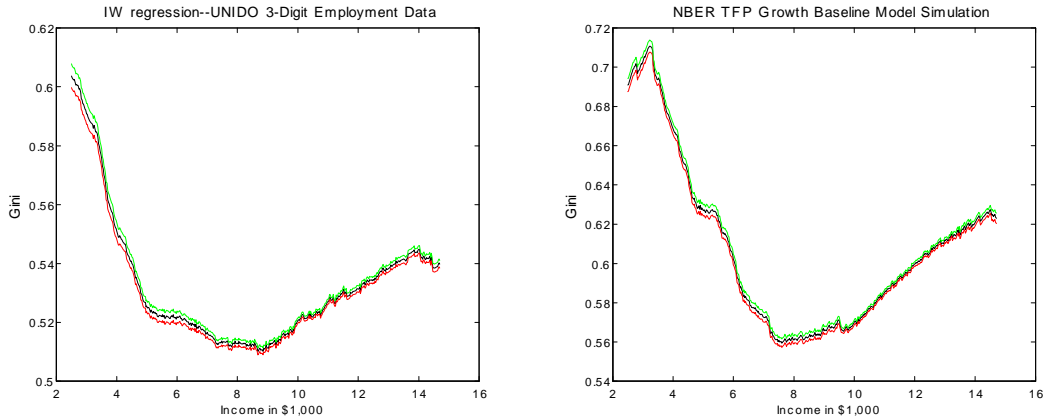 IW regression--UNIDO 3-Digit Employment Data
0.62
0.6
0.58
0.56
0.54
0.52
0.5
Gini
2 4 6 8 10 12 14 16
Income in $1,000
NBER TFP Growth Baseline Model Simulation
0.72
0.7
0.68
0.66
0.64
0.62
0.6
0.58
0.56
0.54
Gini
2 4 6 8 10 12 14 16
Income in $1,000